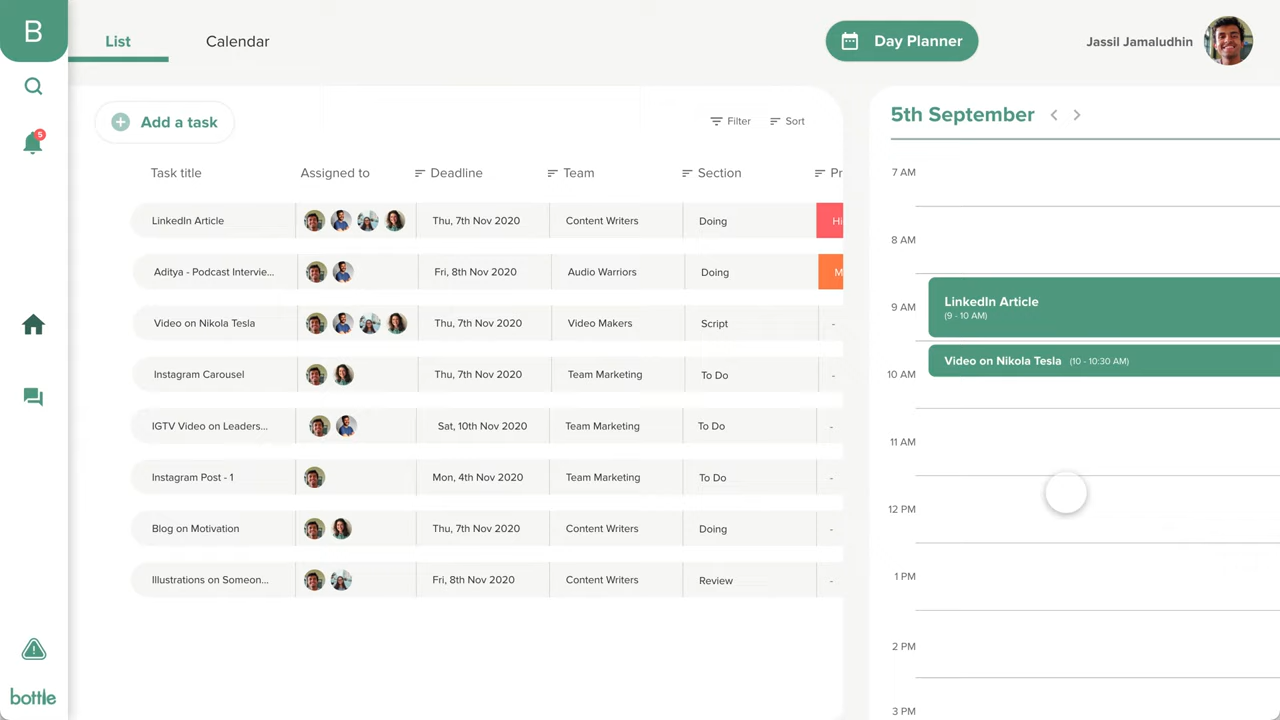 B
List
Calendar
Day Planner
Jassil Jamaludhin
5
Add a task
Filter
Sort
Task title
Assigned to
Deadline
Team
Section
Pr
LinkedIn Article
Thu, 7th Nov 2020
Content Writers
Doing
Hi
Aditya - Podcast Intervie...
Fri, 8th Nov 2020
Audio Warriors
Doing
M
Video on Nikola Tesla
Thu, 7th Nov 2020
Video Makers
Script
-
Instagram Carousel
Thu, 7th Nov 2020
Team Marketing
To Do
-
IGTV Video on Leaders...
Sat, 10th Nov 2020
Team Marketing
To Do
-
Instagram Post - 1
Mon, 4th Nov 2020
Team Marketing
To Do
-
Blog on Motivation
Thu, 7th Nov 2020
Content Writers
Doing
-
Illustrations on Someon...
Fri, 8th Nov 2020
Content Writers
Review
-
bottle
5th September
7 AM
8 AM
9 AM
LinkedIn Article
(9 - 10 AM)
Video on Nikola Tesla (10 - 10:30 AM)
10 AM
11 AM
12 PM
1 PM
2 PM
3 PM